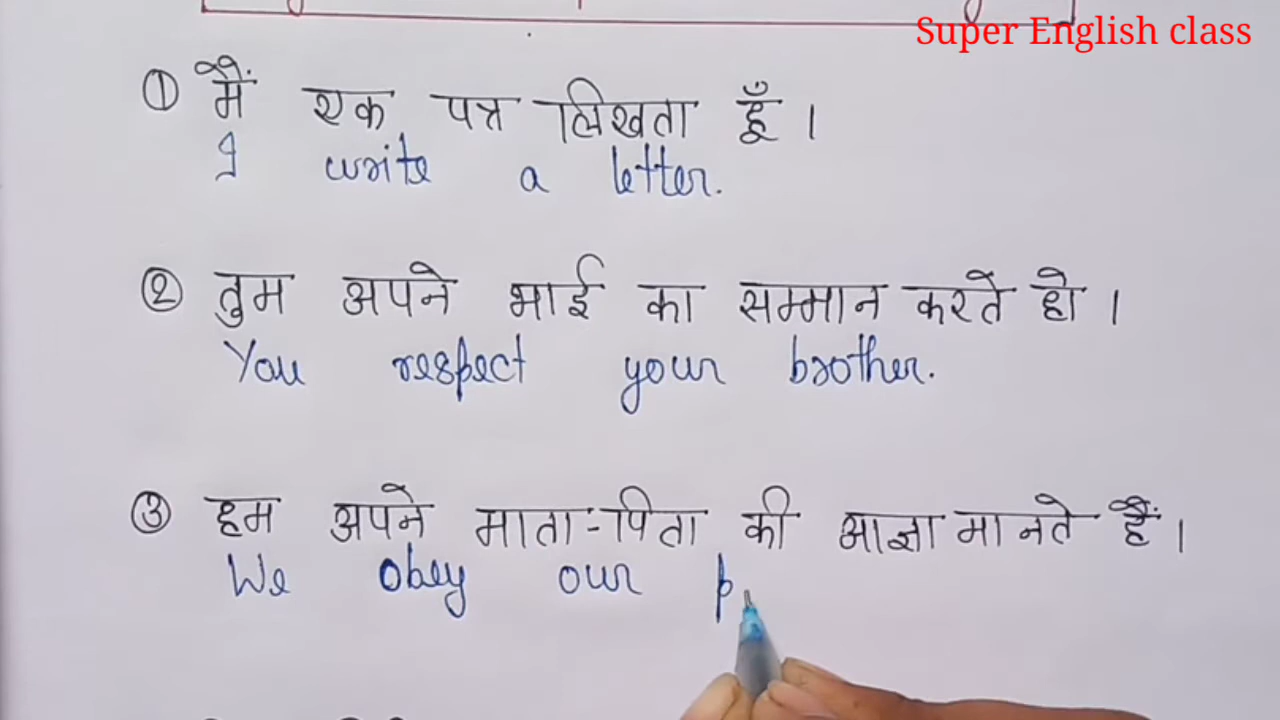 Super English class
① मैं एक पत्र लिखता हूँ ।
I write a letter.
② तुम अपने भाई का सम्मान करते हो ।
You respect your brother.
③ हम अपने माता-पिता की आज्ञा मानते हैं ।
We obey our p